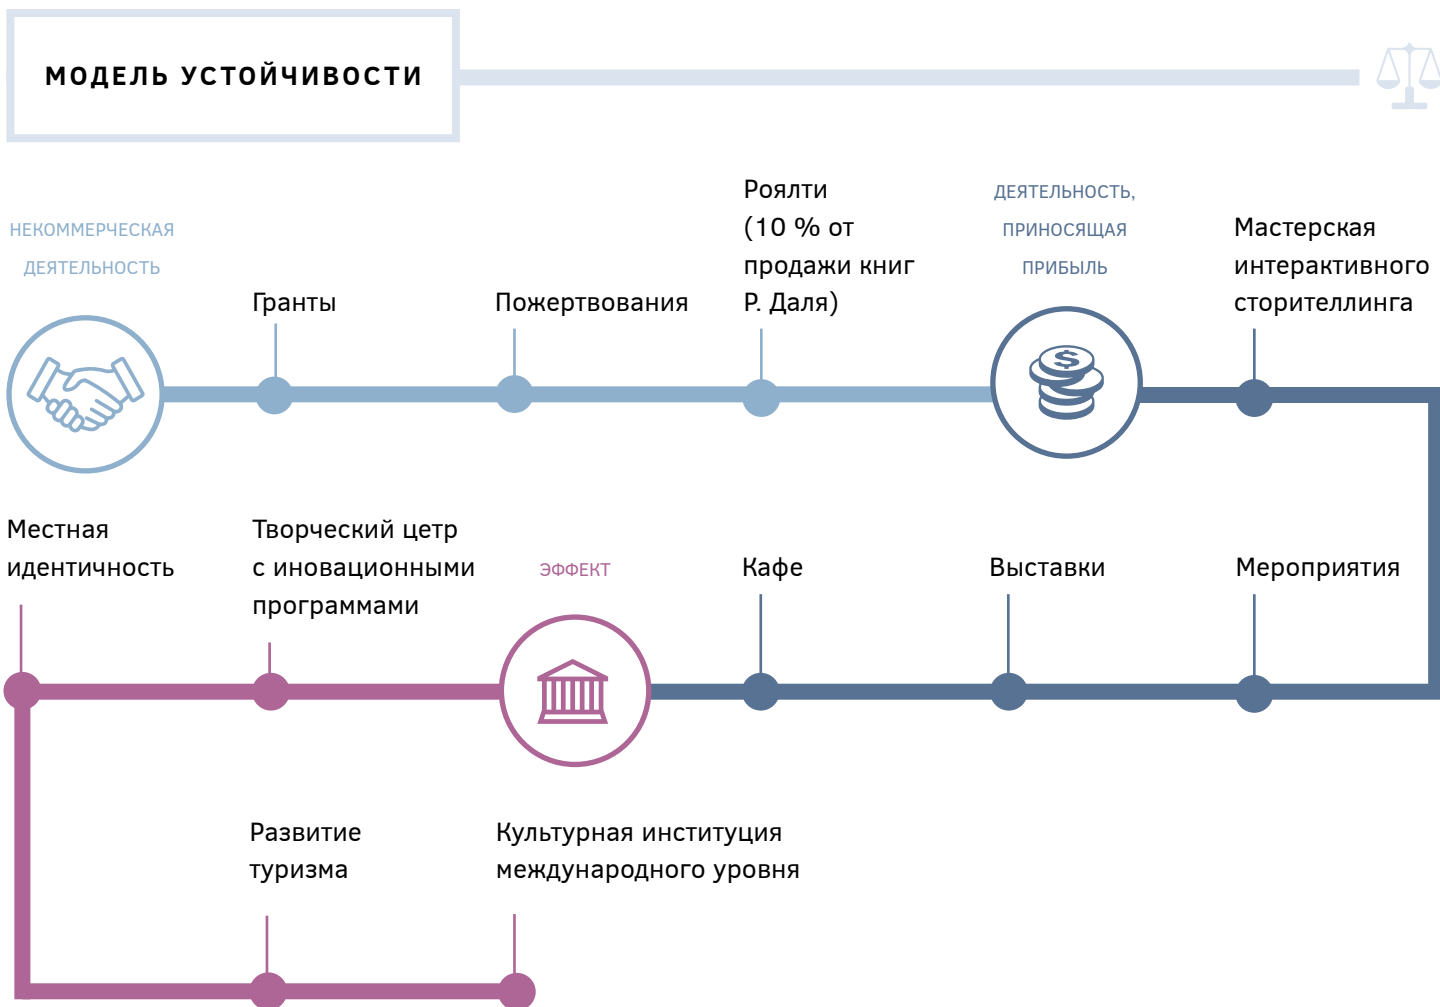 МОДЕЛЬ УСТОЙЧИВОСТИ
НЕКОММЕРЧЕСКАЯ
ДЕЯТЕЛЬНОСТЬ
Гранты
Пожертвования
Роялти
(10 % от
продажи книг
Р. Даля)
ДЕЯТЕЛЬНОСТЬ,
ПРИНОСЯЩАЯ
ПРИБЫЛЬ
$
Мастерская
интерактивного
сторителлинга
Местная
идентичность
Творческий цетр
с иновационными
программами
ЭФФЕКТ
Кафе
Выставки
Мероприятия
Развитие
туризма
Культурная институция
международного уровня